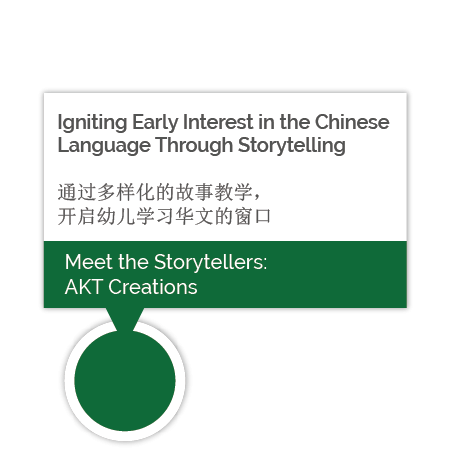 Igniting Early Interest in the Chinese
Language Through Storytelling
通过多样化的故事教学，
开启幼儿学习华文的窗口
Meet the Storytellers:
AKT Creations